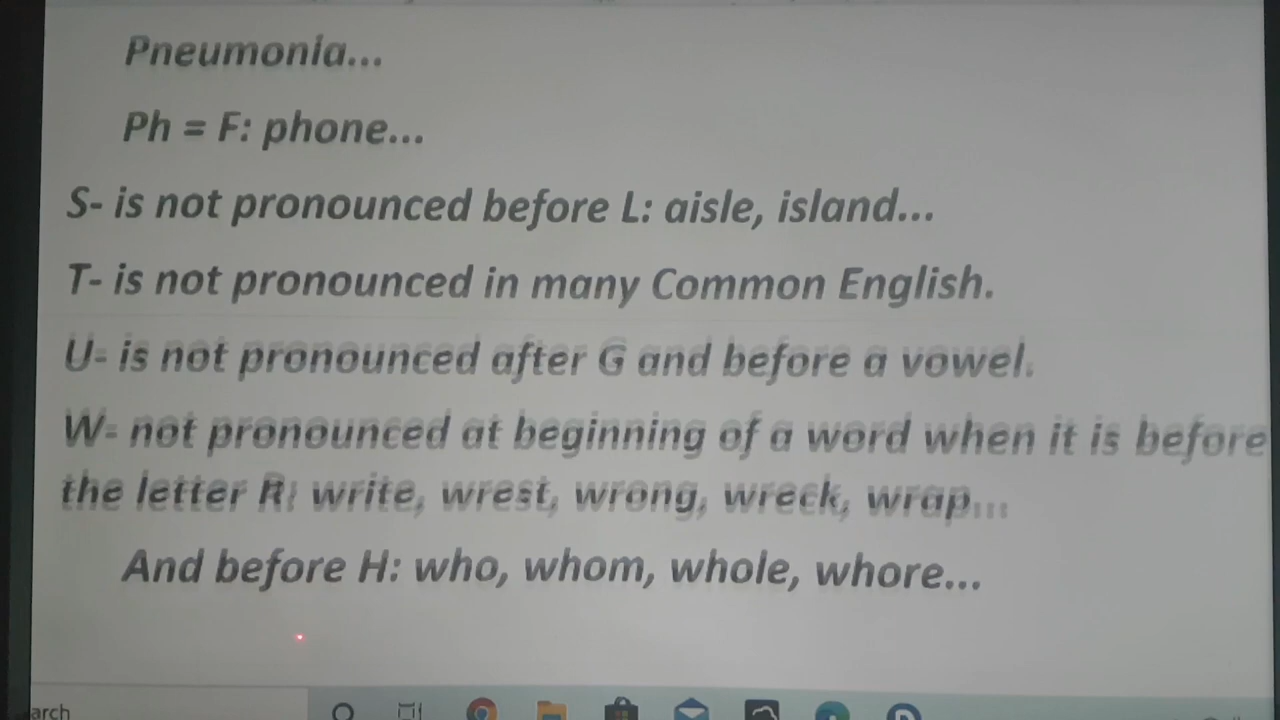 Pneumonia...
Ph = F: phone...
S- is not pronounced before L: aisle, island...
T- is not pronounced in many Common English.
U- is not pronounced after G and before a vowel.
W- not pronounced at beginning of a word when it is before
the letter R: write, wrest, wrong, wreck, wrap...
And before H: who, whom, whole, whore...
arch